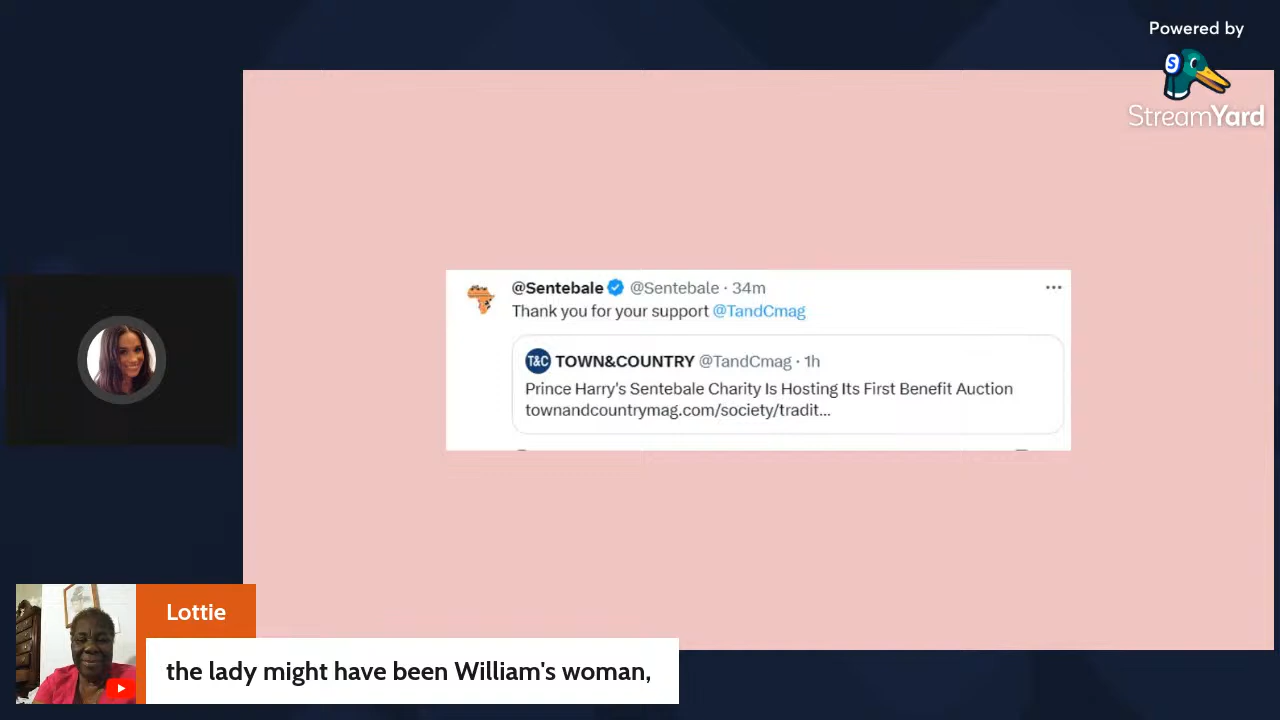 Powered by
StreamYard
@Sentebale @Sentebale · 34m
Thank you for your support @TandCmag
T&C TOWN&COUNTRY @TandCmag · 1h
Prince Harry's Sentebale Charity Is Hosting Its First Benefit Auction
townandcountrymag.com/society/tradit...
Lottie
the lady might have been William's woman,